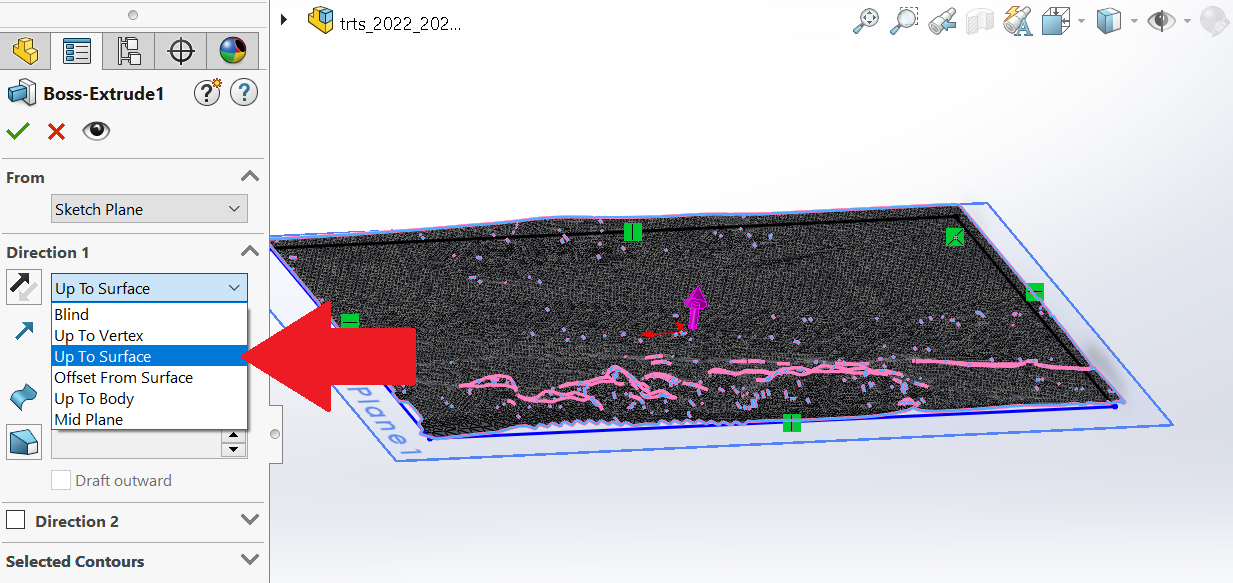 trts_2022_202...
Boss-Extrude1
From
Sketch Plane
Direction 1
Up To Surface
Blind
Up To Vertex
Up To Surface
Offset From Surface
Up To Body
Mid Plane
Draft outward
Direction 2
Selected Contours
Plane 1